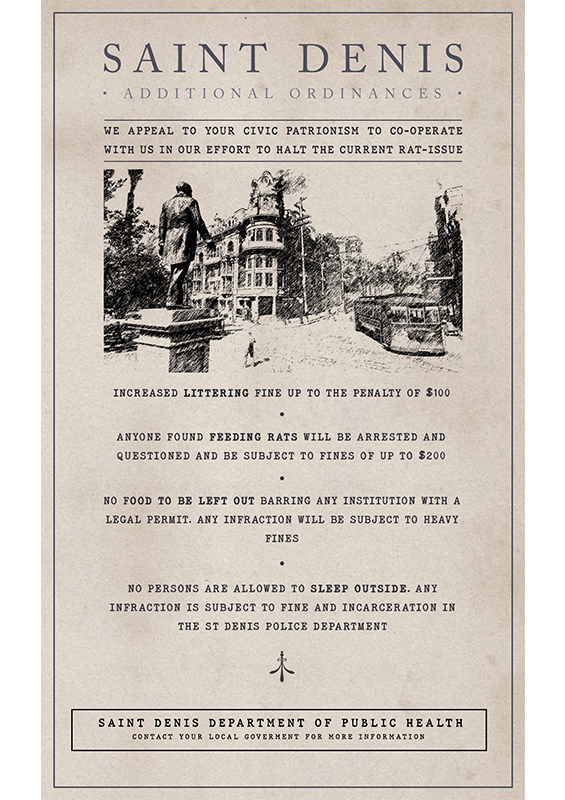 SAINT DENIS
• ADDITIONAL ORDINANCES •
WE APPEAL TO YOUR CIVIC PATRIONISM TO CO-OPERATE
WITH US IN OUR EFFORT TO HALT THE CURRENT RAT-ISSUE
INCREASED LITTERING FINE UP TO THE PENALTY OF $100
•
ANYONE FOUND FEEDING RATS WILL BE ARRESTED AND
QUESTIONED AND BE SUBJECT TO FINES OF UP TO $200
•
NO FOOD TO BE LEFT OUT BARRING ANY INSTITUTION WITH A
LEGAL PERMIT. ANY INFRACTION WILL BE SUBJECT TO HEAVY
FINES
•
NO PERSONS ARE ALLOWED TO SLEEP OUTSIDE. ANY
INFRACTION IS SUBJECT TO FINE AND INCARCERATION IN
THE ST DENIS POLICE DEPARTMENT
SAINT DENIS DEPARTMENT OF PUBLIC HEALTH
CONTACT YOUR LOCAL GOVERMENT FOR MORE INFORMATION